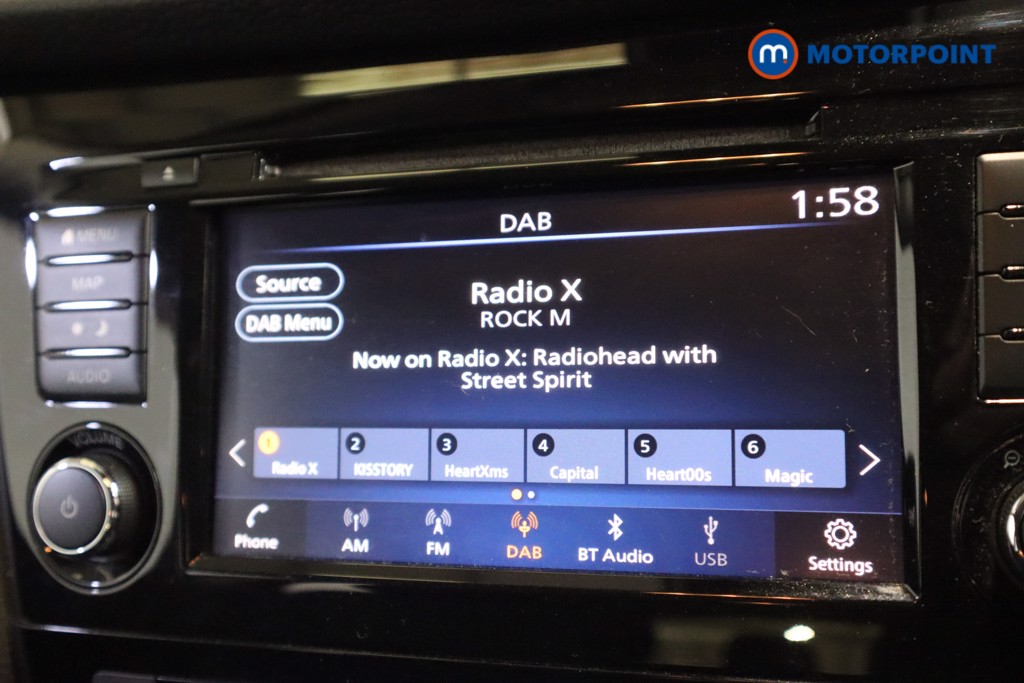 m MOTORPOINT
DAB
1:58
MENU
MAP
AUDIO
VOLUME
Source
DAB Menu
Radio X
ROCK M
Now on Radio X: Radiohead with
Street Spirit
1 Radio X
2 KISSTORY
3 HeartXms
4 Capital
5 Heart00s
6 Magic
Phone
AM
FM
DAB
BT Audio
USB
Settings